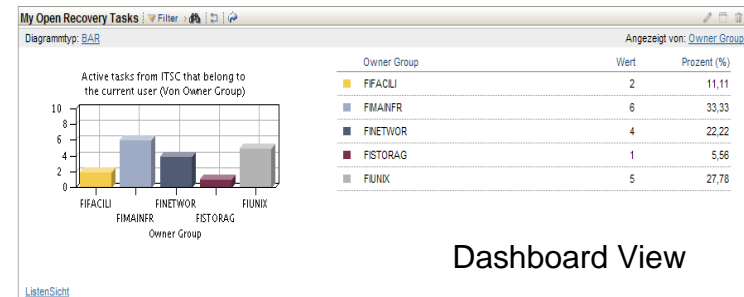 My Open Recovery Tasks Filter
Diagrammtyp: BAR
Angezeigt von: Owner Group
Active tasks from ITSC that belong to
the current user (Von Owner Group)
10
8
6
4
2
0
FIFACILI FINETWOR FIUNIX
FIMAINFR FISTORAG
Owner Group
Owner Group Wert Prozent (%)
FIFACILI 2 11,11
FIMAINFR 6 33,33
FINETWOR 4 22,22
FISTORAG 1 5,56
FIUNIX 5 27,78
Dashboard View
ListenSicht